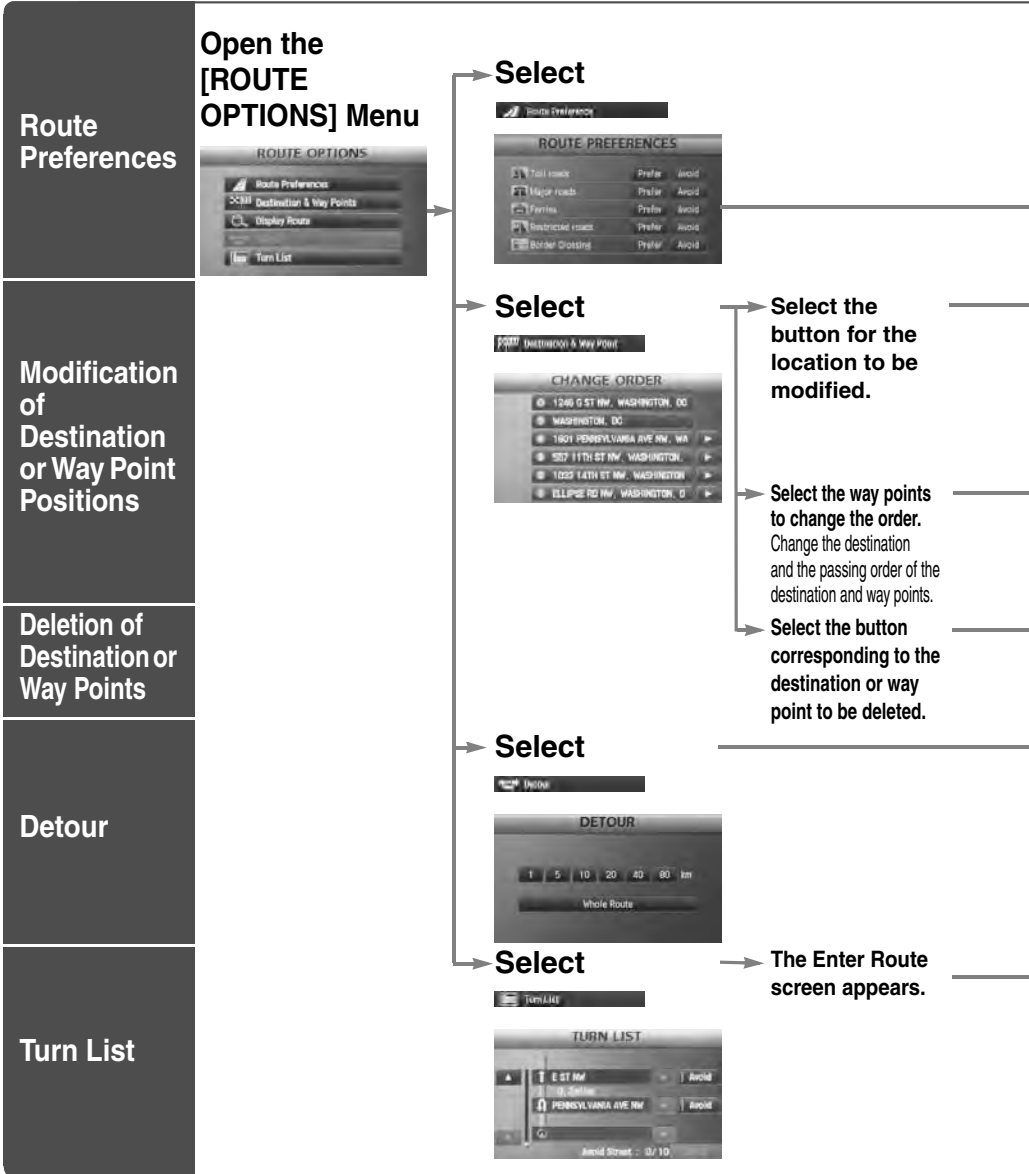 Route
Preferences
Open the
[ROUTE
OPTIONS] Menu
ROUTE OPTIONS
Route Preferences
Destination & Way Points
Display Route
Turn List
Select
Route Preference
ROUTE PREFERENCES
Toll roads Prefer Avoid
Major roads Prefer Avoid
Ferries Prefer Avoid
Restricted roads Prefer Avoid
Border Crossing Prefer Avoid
Modification
of
Destination
or Way Point
Positions
Select
Destination & Way Point
CHANGE ORDER
1246 G ST NW, WASHINGTON, DC
WASHINGTON, DC
1601 PENNSYLVANIA AVE NW, WA
557 11TH ST NW, WASHINGTON,
14TH ST NW, WASHINGTON
ELLIPSE RD NW, WASHINGTON, D
Select the
button for the
location to be
modified.
Select the way points
to change the order.
Change the destination
and the passing order of the
destination and way points.
Deletion of
Destination or
Way Points
Select the button
corresponding to the
destination or way
point to be deleted.
Detour
Select
Detour
DETOUR
1 5 10 20 40 80 km
Whole Route
Turn List
Select
Turn List
TURN LIST
E ST NW Avoid
PENNSYLVANIA AVE NW Avoid
Avoid Street : 0/10
The Enter Route
screen appears.